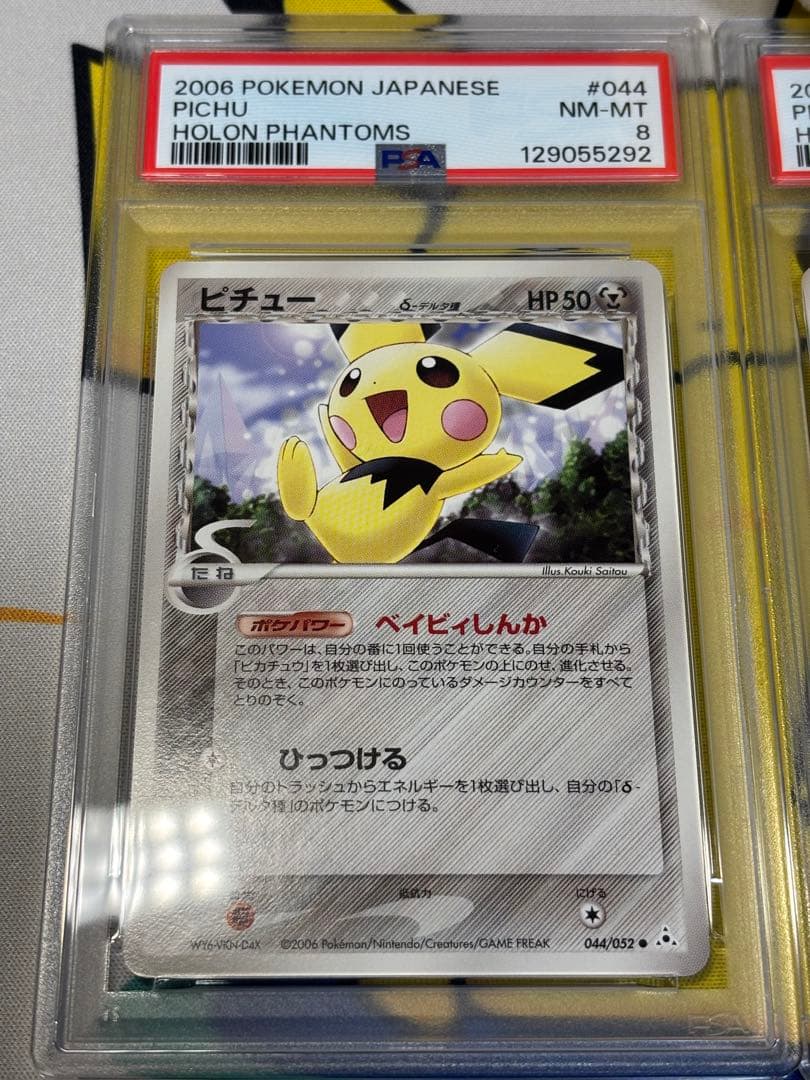 2006 POKEMON JAPANESE #044
PICHU NM-MT
HOLON PHANTOMS 8
PSA 129055292
ピチュー δ-デルタ種 HP50
たね
Illus. Kouki Saitou
ポケパワー ベイビィしんか
このパワーは、自分の番に1回使うことができる。自分の手札から
「ピカチュウ」を1枚選び出し、このポケモンの上にのせ、進化させる。
そのとき、このポケモンにのっているダメージカウンターをすべて
とりのぞく。
ひっつける
自分のトラッシュからエネルギーを1枚選び出し、自分の「δ-
デルタ種」のポケモンにつける。
抵抗力 にげる
WY6-VKN-D4X ©2006 Pokémon/Nintendo/Creatures/GAME FREAK 044/052
PSA